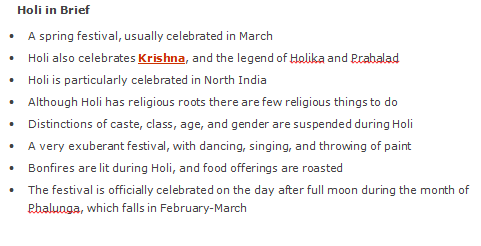 Holi in Brief
• A spring festival, usually celebrated in March
• Holi also celebrates Krishna, and the legend of Holika and Prahalad
• Holi is particularly celebrated in North India
• Although Holi has religious roots there are few religious things to do
• Distinctions of caste, class, age, and gender are suspended during Holi
• A very exuberant festival, with dancing, singing, and throwing of paint
• Bonfires are lit during Holi, and food offerings are roasted
• The festival is officially celebrated on the day after full moon during the month of
Phalunga, which falls in February-March